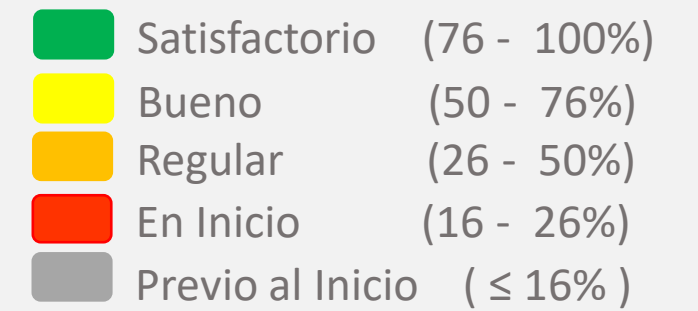 Satisfactorio (76 - 100%)
Bueno (50 - 76%)
Regular (26 - 50%)
En Inicio (16 - 26%)
Previo al Inicio ( ≤ 16% )